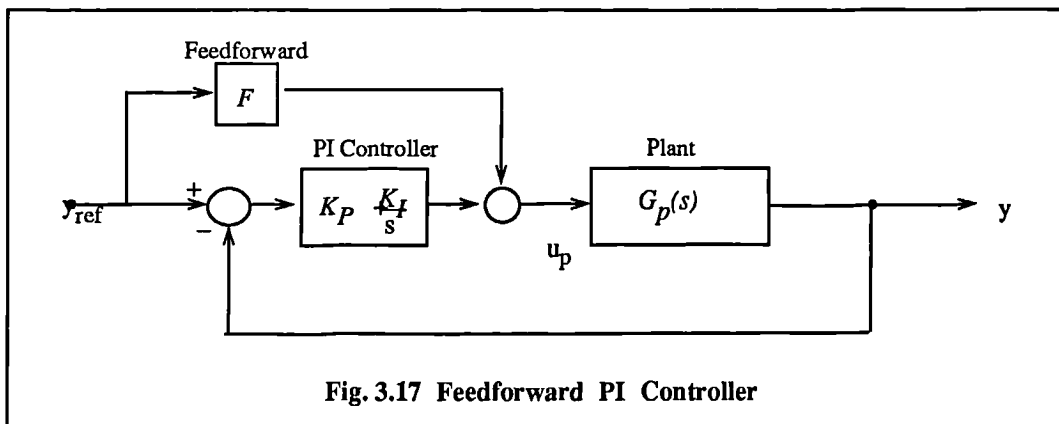 Feedforward
F
PI Controller
Plant
+
K_P + K_I/s
G_p(s)
y_ref
−
u_p
y
Fig. 3.17 Feedforward PI Controller